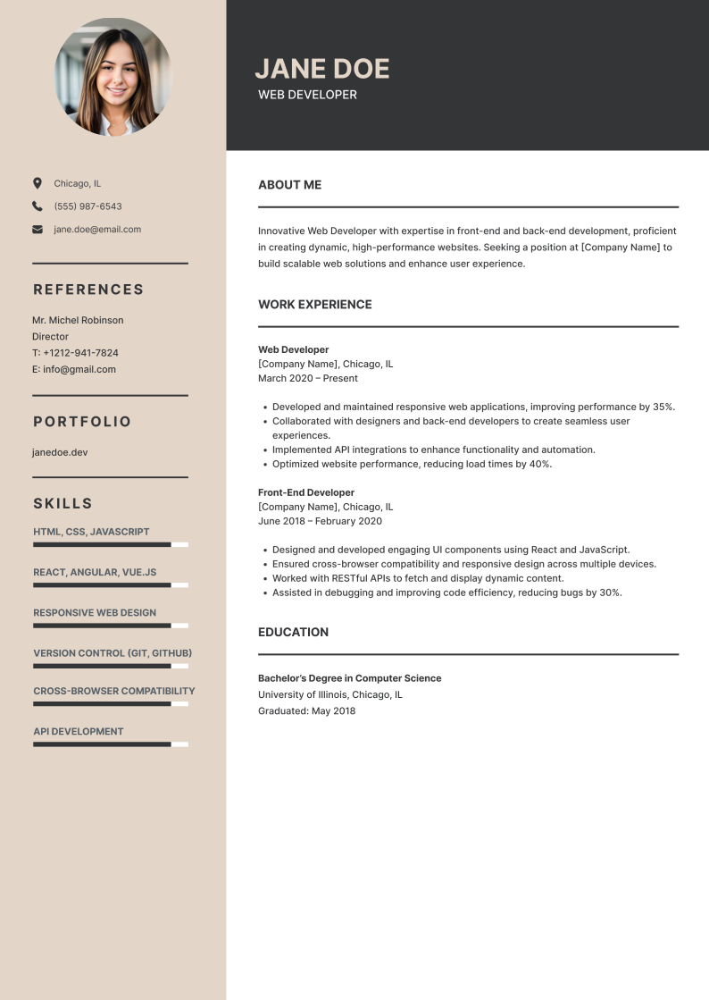 JANE DOE
WEB DEVELOPER
Chicago, IL
(555) 987-6543
jane.doe@email.com
REFERENCES
Mr. Michel Robinson
Director
T: +1212-941-7824
E: info@gmail.com
PORTFOLIO
janedoe.dev
SKILLS
HTML, CSS, JAVASCRIPT
REACT, ANGULAR, VUE.JS
RESPONSIVE WEB DESIGN
VERSION CONTROL (GIT, GITHUB)
CROSS-BROWSER COMPATIBILITY
API DEVELOPMENT
ABOUT ME
Innovative Web Developer with expertise in front-end and back-end development, proficient
in creating dynamic, high-performance websites. Seeking a position at [Company Name] to
build scalable web solutions and enhance user experience.
WORK EXPERIENCE
Web Developer
[Company Name], Chicago, IL
March 2020 – Present
• Developed and maintained responsive web applications, improving performance by 35%.
• Collaborated with designers and back-end developers to create seamless user
experiences.
• Implemented API integrations to enhance functionality and automation.
• Optimized website performance, reducing load times by 40%.
Front-End Developer
[Company Name], Chicago, IL
June 2018 – February 2020
• Designed and developed engaging UI components using React and JavaScript.
• Ensured cross-browser compatibility and responsive design across multiple devices.
• Worked with RESTful APIs to fetch and display dynamic content.
• Assisted in debugging and improving code efficiency, reducing bugs by 30%.
EDUCATION
Bachelor’s Degree in Computer Science
University of Illinois, Chicago, IL
Graduated: May 2018